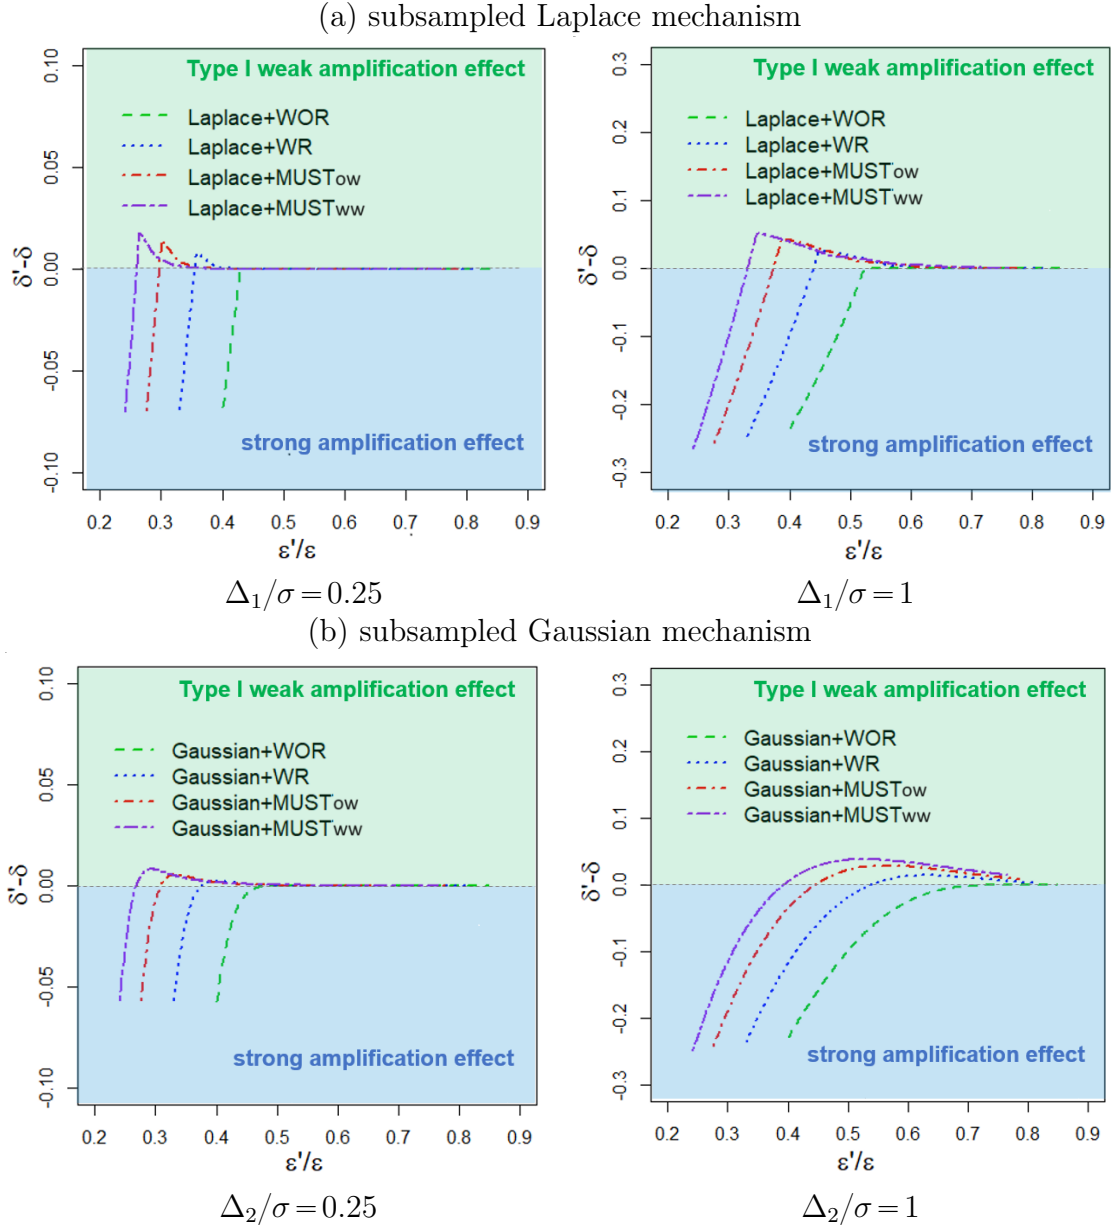 (a) subsampled Laplace mechanism
Type I weak amplification effect
Laplace+WOR
Laplace+WR
Laplace+MUSTow
Laplace+MUSTww
strong amplification effect
δ'-δ
0.10
0.05
0.00
-0.05
-0.10
0.2 0.3 0.4 0.5 0.6 0.7 0.8 0.9
ε'/ε
Δ₁/σ = 0.25
Type I weak amplification effect
Laplace+WOR
Laplace+WR
Laplace+MUSTow
Laplace+MUSTww
strong amplification effect
δ'-δ
0.3
0.2
0.1
0.0
-0.1
-0.2
-0.3
0.2 0.3 0.4 0.5 0.6 0.7 0.8 0.9
ε'/ε
Δ₁/σ = 1
(b) subsampled Gaussian mechanism
Type I weak amplification effect
Gaussian+WOR
Gaussian+WR
Gaussian+MUSTow
Gaussian+MUSTww
strong amplification effect
δ'-δ
0.10
0.05
0.00
-0.05
-0.10
0.2 0.3 0.4 0.5 0.6 0.7 0.8 0.9
ε'/ε
Δ₂/σ = 0.25
Type I weak amplification effect
Gaussian+WOR
Gaussian+WR
Gaussian+MUSTow
Gaussian+MUSTww
strong amplification effect
δ'-δ
0.3
0.2
0.1
0.0
-0.1
-0.2
-0.3
0.2 0.3 0.4 0.5 0.6 0.7 0.8 0.9
ε'/ε
Δ₂/σ = 1